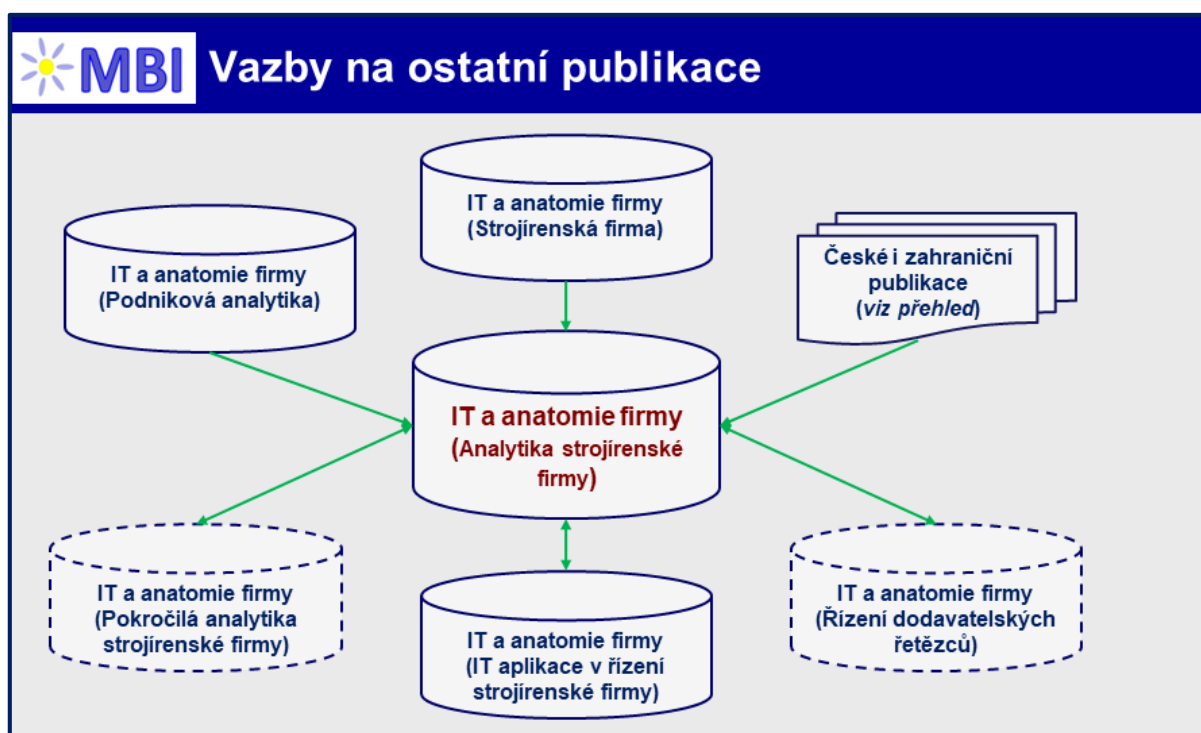 MBI Vazby na ostatní publikace
IT a anatomie firmy
(Strojírenská firma)
IT a anatomie firmy
(Podniková analytika)
České i zahraniční
publikace
(viz přehled)
IT a anatomie firmy
(Analytika strojírenské
firmy)
IT a anatomie firmy
(Pokročilá analytika
strojírenské firmy)
IT a anatomie firmy
(IT aplikace v řízení
strojírenské firmy)
IT a anatomie firmy
(Řízení dodavatelských
řetězců)